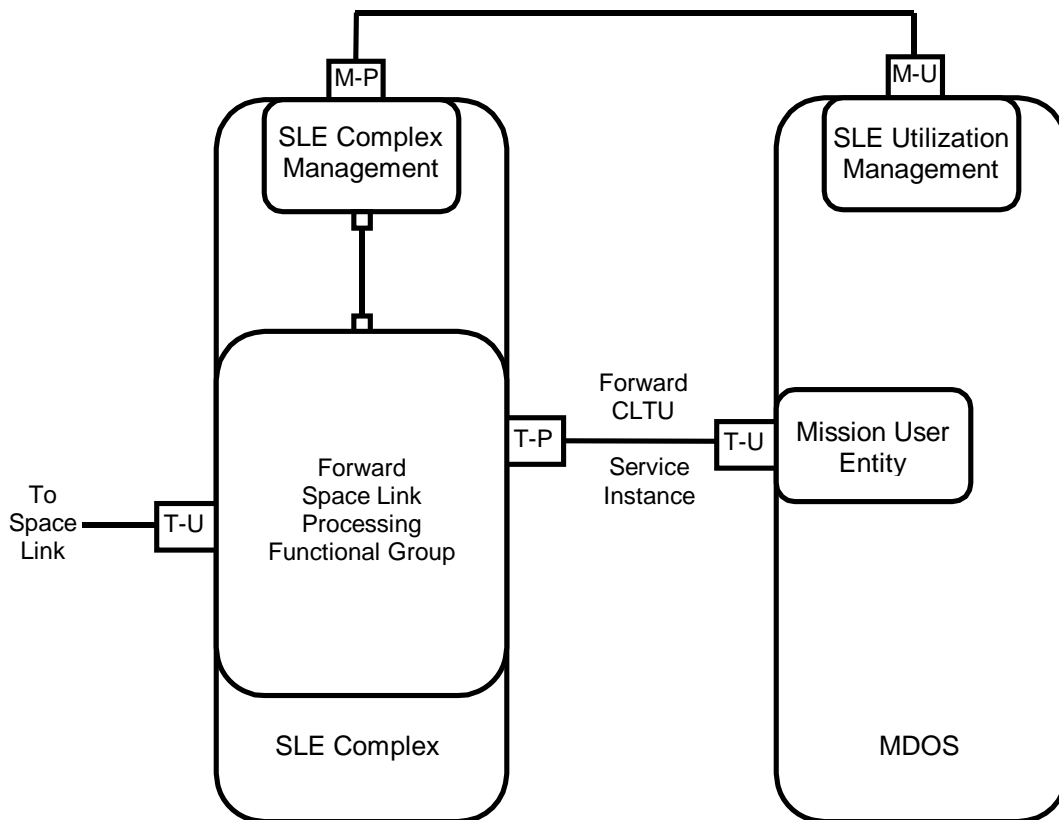 M-P
M-U
SLE Complex
Management
SLE Utilization
Management
Forward
CLTU
T-P
T-U
Service
Instance
Mission User
Entity
To
Space
Link
T-U
Forward
Space Link
Processing
Functional Group
SLE Complex
MDOS